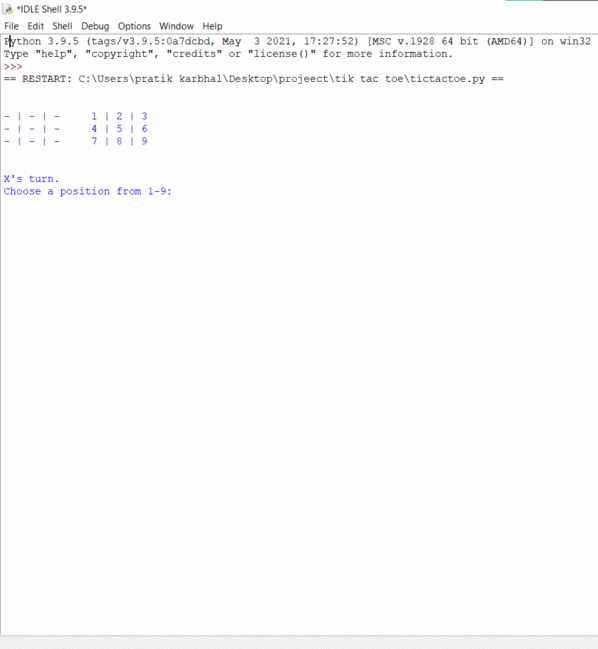 *IDLE Shell 3.9.5*
File Edit Shell Debug Options Window Help
Python 3.9.5 (tags/v3.9.5:0a7dcbd, May  3 2021, 17:27:52) [MSC v.1928 64 bit (AMD64)] on win32
Type "help", "copyright", "credits" or "license()" for more information.
>>>
== RESTART: C:\Users\pratik karbhal\Desktop\projeect\tik tac toe\tictactoe.py ==
- | - | -     1 | 2 | 3
- | - | -     4 | 5 | 6
- | - | -     7 | 8 | 9
X's turn.
Choose a position from 1-9: